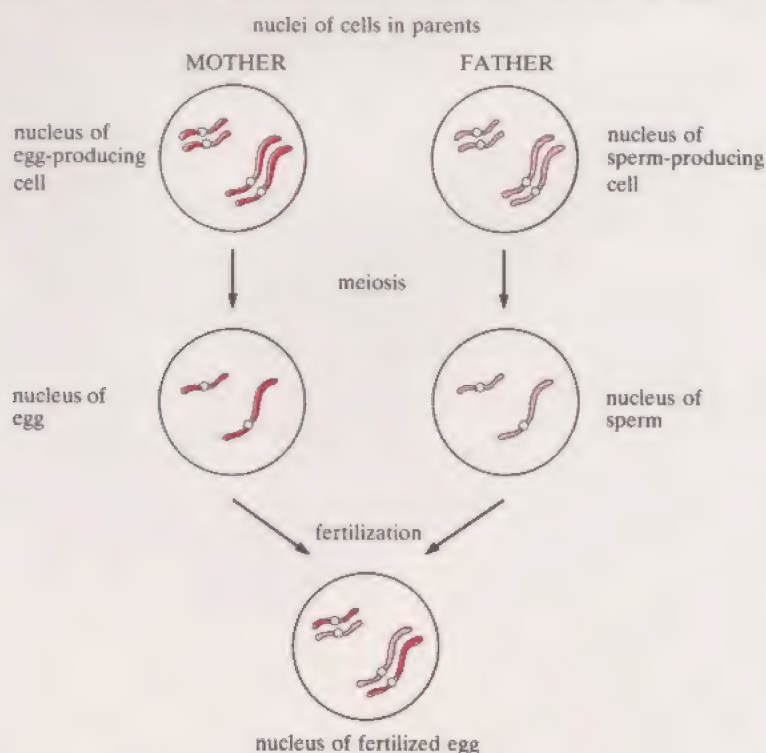 nuclei of cells in parents
MOTHER
FATHER
nucleus of
egg-producing
cell
nucleus of
sperm-producing
cell
meiosis
nucleus of
egg
nucleus of
sperm
fertilization
nucleus of fertilized egg